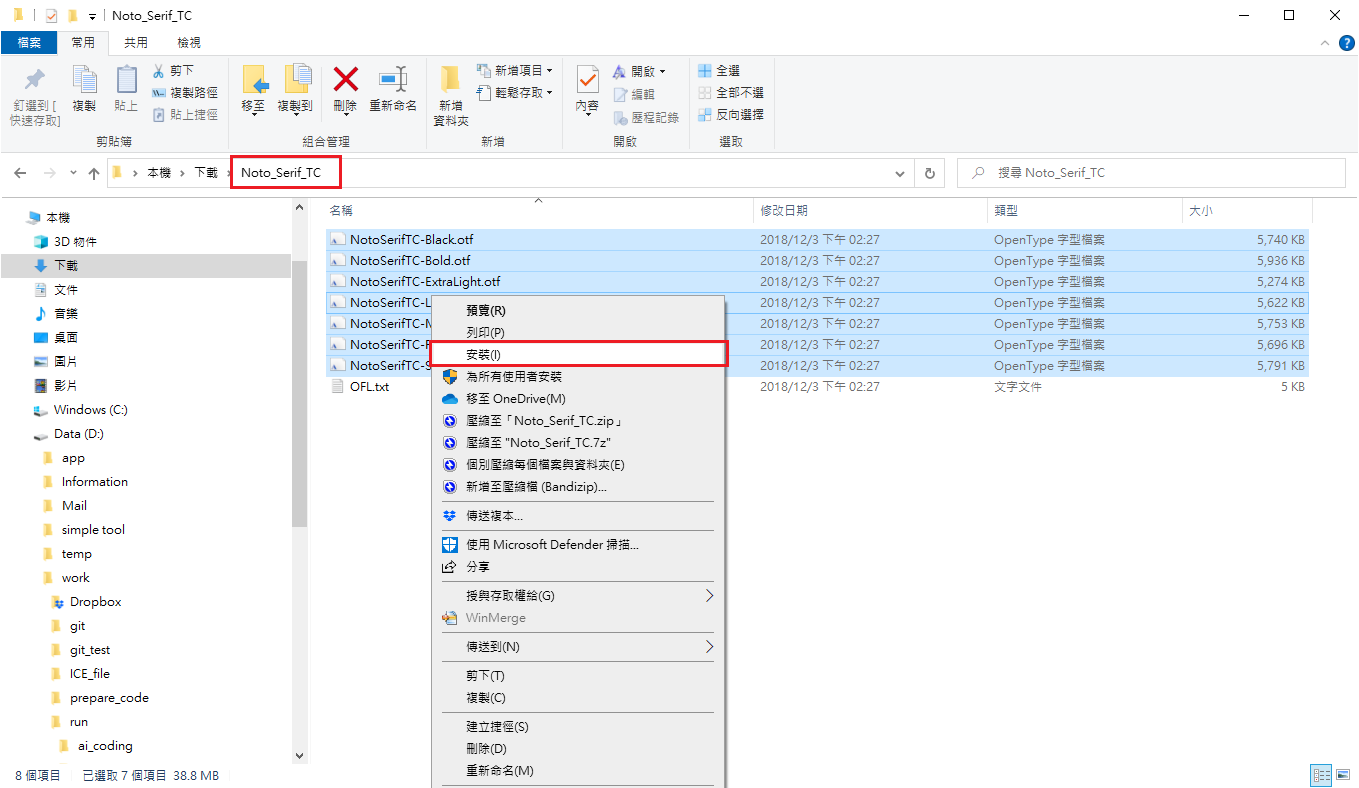 Noto_Serif_TC
檔案 常用 共用 檢視
釘選到 [
快速存取]
複製
貼上
剪下
複製路徑
貼上捷徑
剪貼簿
移至
複製到
刪除
重新命名
組合管理
新增
資料夾
新增項目
輕鬆存取
新增
內容
開啟
編輯
歷程記錄
開啟
全選
全部不選
反向選擇
選取
本機 下載 Noto_Serif_TC
搜尋 Noto_Serif_TC
本機
3D 物件
下載
文件
音樂
桌面
圖片
影片
Windows (C:)
Data (D:)
app
Information
Mail
simple tool
temp
work
Dropbox
git
git_test
ICE_file
prepare_code
run
ai_coding
名稱 修改日期 類型 大小
NotoSerifTC-Black.otf 2018/12/3 下午 02:27 OpenType 字型檔案 5,740 KB
NotoSerifTC-Bold.otf 2018/12/3 下午 02:27 OpenType 字型檔案 5,936 KB
NotoSerifTC-ExtraLight.otf 2018/12/3 下午 02:27 OpenType 字型檔案 5,274 KB
NotoSerifTC-L 2018/12/3 下午 02:27 OpenType 字型檔案 5,622 KB
NotoSerifTC-M 2018/12/3 下午 02:27 OpenType 字型檔案 5,753 KB
NotoSerifTC-R 2018/12/3 下午 02:27 OpenType 字型檔案 5,696 KB
NotoSerifTC-S 2018/12/3 下午 02:27 OpenType 字型檔案 5,791 KB
OFL.txt 2018/12/3 下午 02:27 文字文件 5 KB
預覽(R)
列印(P)
安裝(I)
為所有使用者安裝
移至 OneDrive(M)
壓縮至「Noto_Serif_TC.zip」
壓縮至 "Noto_Serif_TC.7z"
個別壓縮每個檔案與資料夾(E)
新增至壓縮檔 (Bandizip)...
傳送複本...
使用 Microsoft Defender 掃描...
分享
授與存取權給(G)
WinMerge
傳送到(N)
剪下(T)
複製(C)
建立捷徑(S)
刪除(D)
重新命名(M)
8 個項目 已選取 7 個項目 38.8 MB